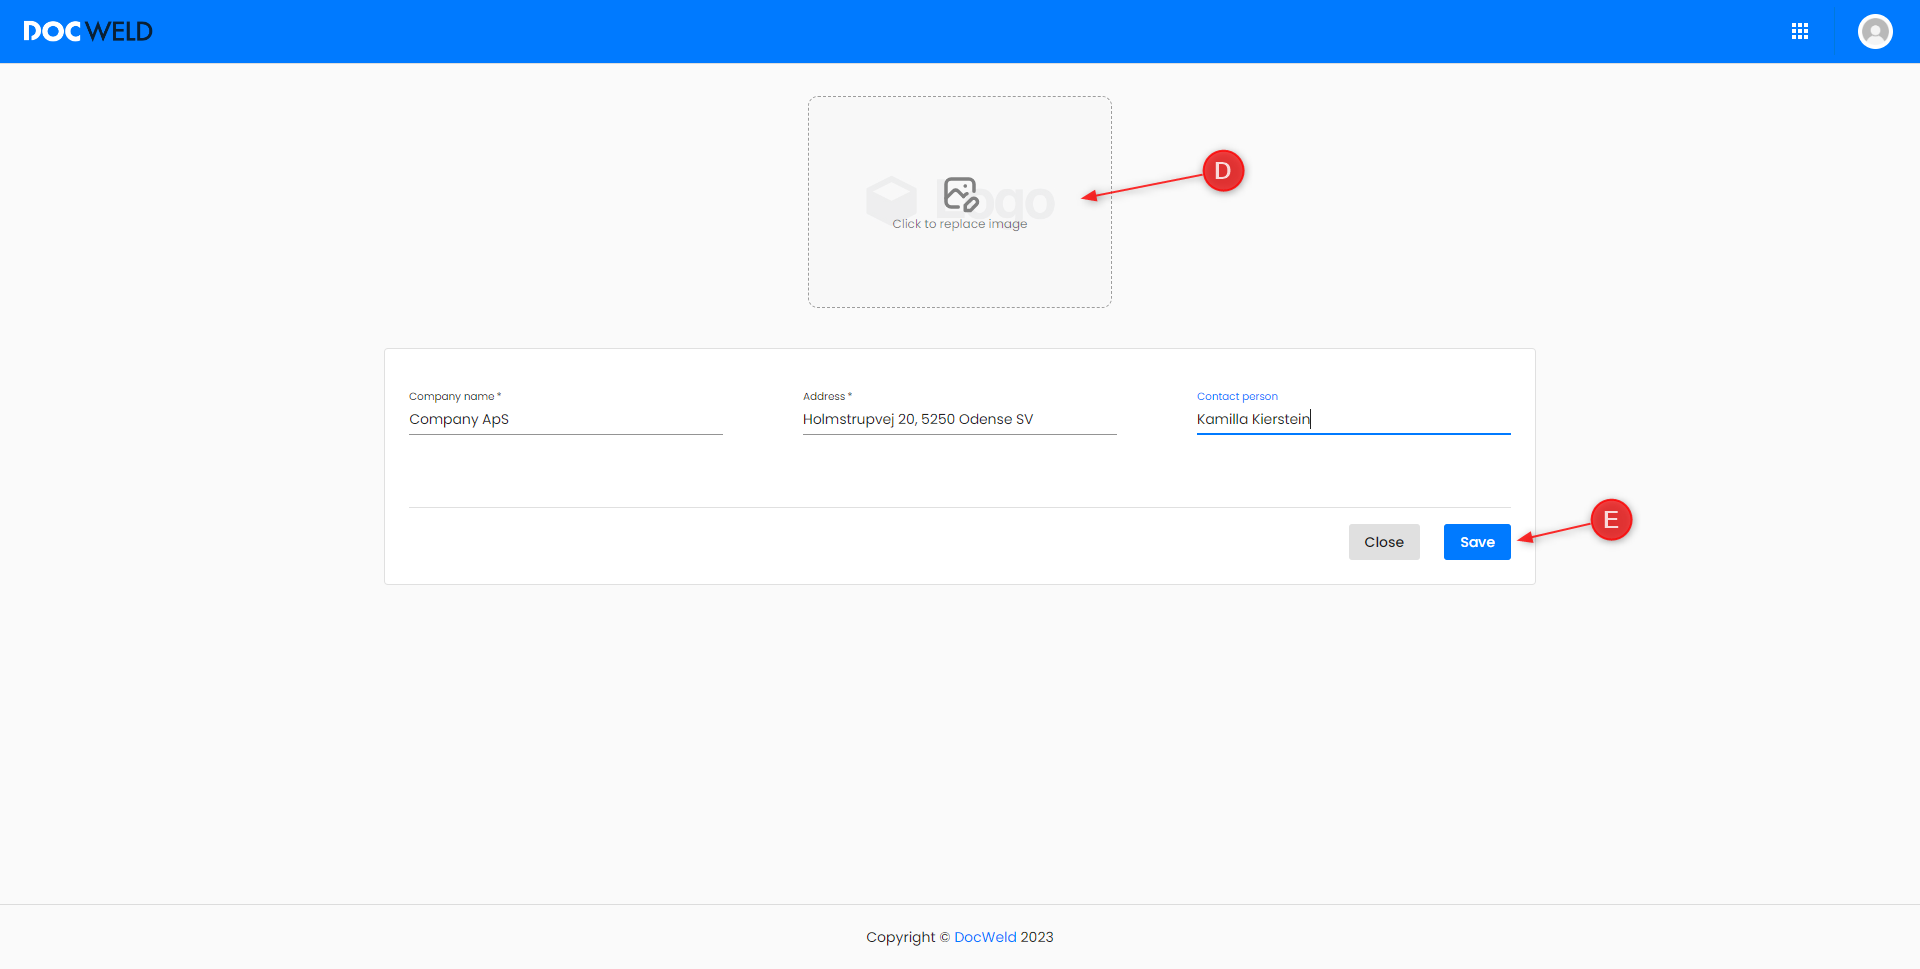 DOCWELD
D
Logo
Click to replace image
Company name * Address * Contact person
Company ApS Holmstrupvej 20, 5250 Odense SV Kamilla Kierstein
E
Close Save
Copyright © DocWeld 2023